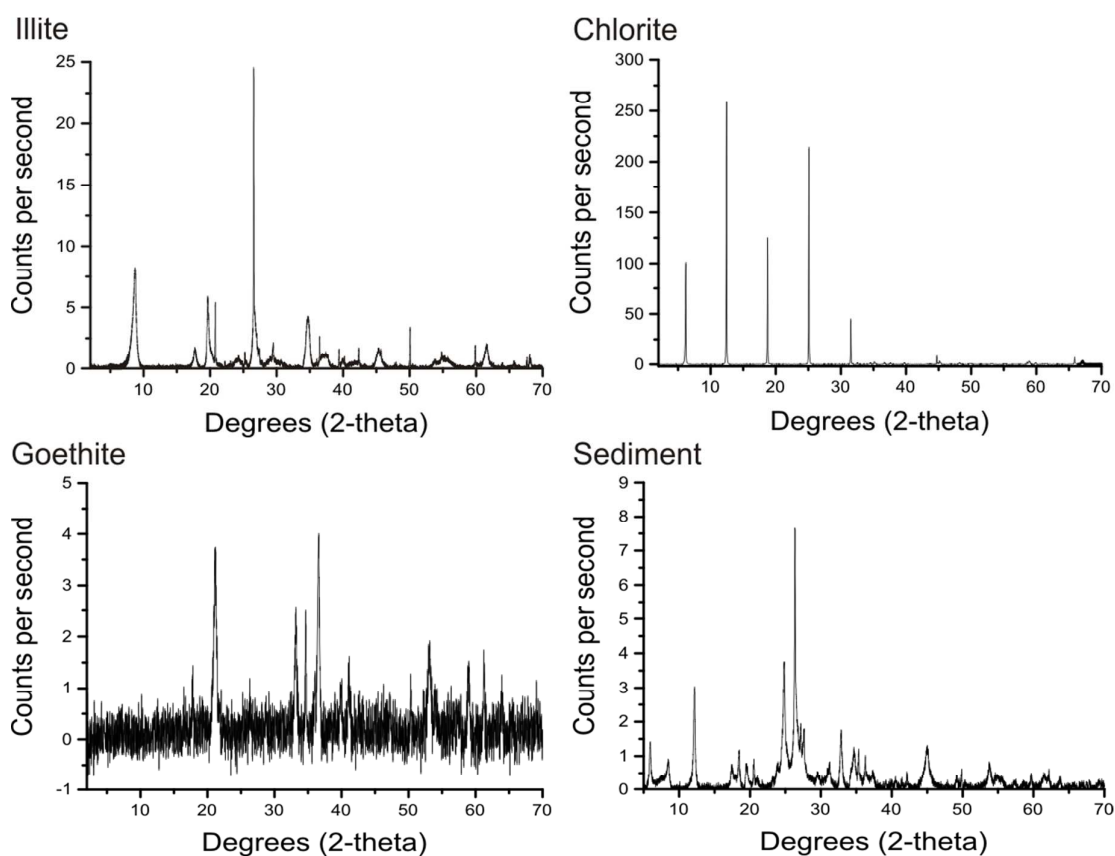 Illite
25
20
15
10
5
0
Counts per second
10 20 30 40 50 60 70
Degrees (2-theta)
Chlorite
300
250
200
150
100
50
0
Counts per second
10 20 30 40 50 60 70
Degrees (2-theta)
Goethite
5
4
3
2
1
0
-1
Counts per second
10 20 30 40 50 60 70
Degrees (2-theta)
Sediment
9
8
7
6
5
4
3
2
1
0
Counts per second
10 20 30 40 50 60 70
Degrees (2-theta)